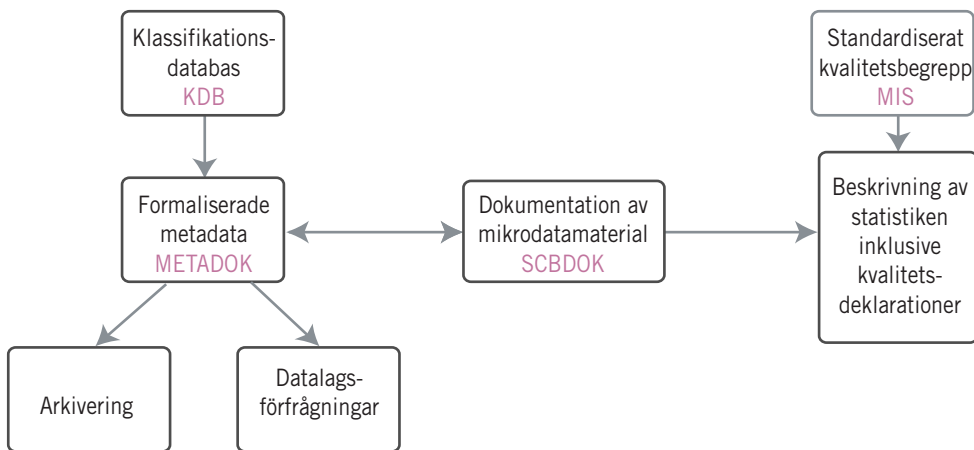 Klassifikations-
databas
KDB
Standardiserat
kvalitetsbegrepp
MIS
Formaliserade
metadata
METADOK
Dokumentation av
mikrodatamaterial
SCBDOK
Beskrivning av
statistiken
inklusive
kvalitets-
deklarationer
Arkivering
Datalags-
förfrågningar